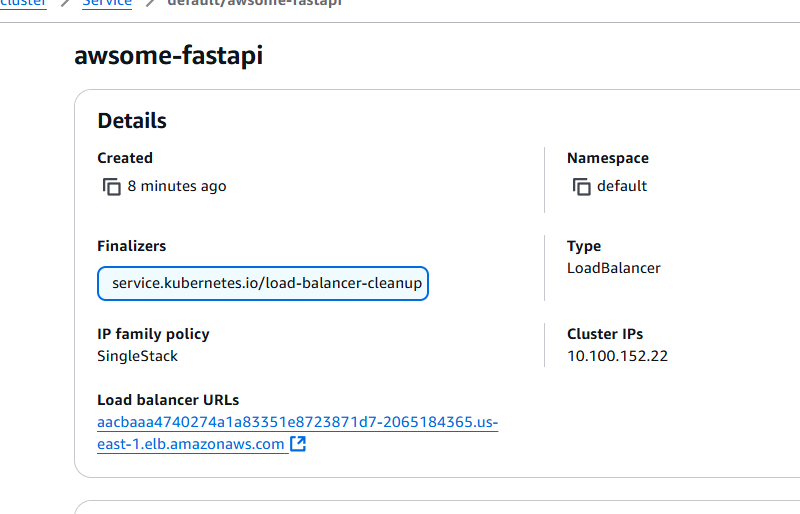 cluster
Service
default/awsome-fastapi
awsome-fastapi
Details
Created
8 minutes ago
Namespace
default
Finalizers
service.kubernetes.io/load-balancer-cleanup
Type
LoadBalancer
IP family policy
SingleStack
Cluster IPs
10.100.152.22
Load balancer URLs
aacbaaa4740274a1a83351e8723871d7-2065184365.us-
east-1.elb.amazonaws.com